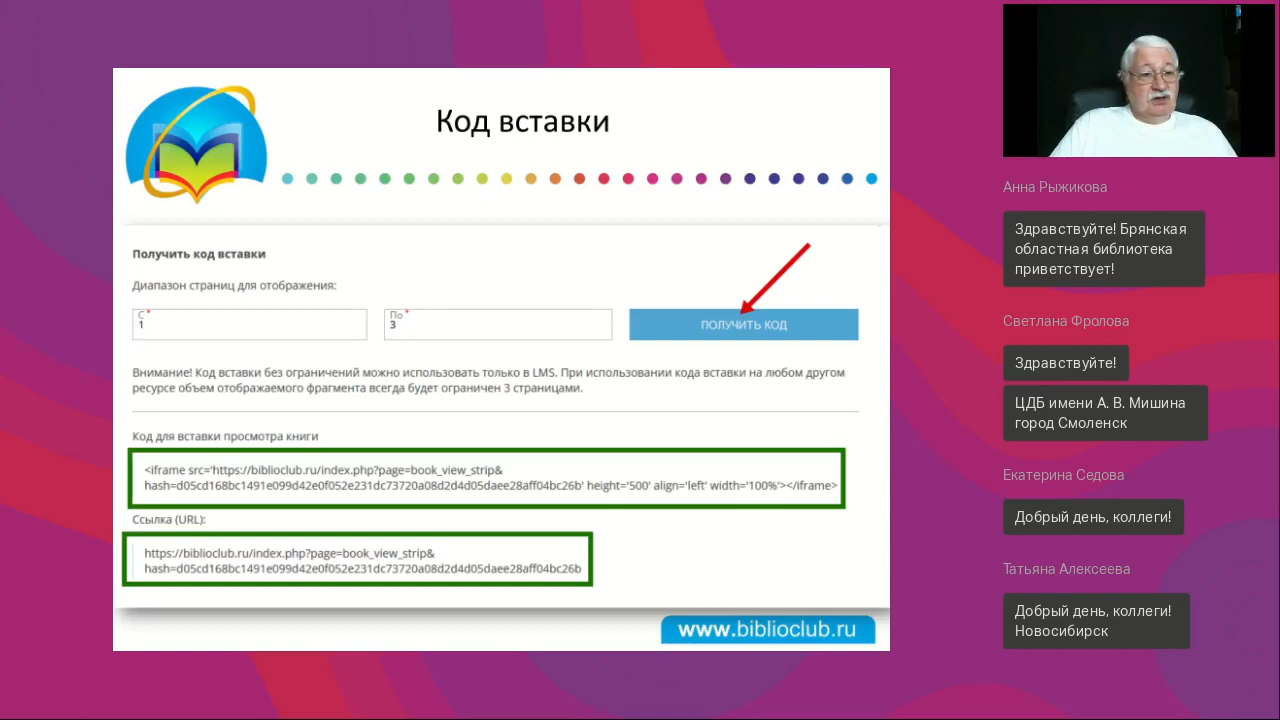 Код вставки
Получить код вставки
Диапазон страниц для отображения:
С *
1
По *
3
ПОЛУЧИТЬ КОД
Внимание! Код вставки без ограничений можно использовать только в LMS. При использовании кода вставки на любом другом
ресурсе объем отображаемого фрагмента всегда будет ограничен 3 страницами.
Код для вставки просмотра книги
<iframe src='https://biblioclub.ru/index.php?page=book_view_strip&
hash=d05cd168bc1491e099d42e0f052e231dc73720a08d2d4d05daee28aff04bc26b' height='500' align='left' width='100%'></iframe>
Ссылка (URL):
https://biblioclub.ru/index.php?page=book_view_strip&
hash=d05cd168bc1491e099d42e0f052e231dc73720a08d2d4d05daee28aff04bc26b
www.biblioclub.ru
Анна Рыжикова
Здравствуйте! Брянская
областная библиотека
приветствует!
Светлана Фролова
Здравствуйте!
ЦДБ имени А. В. Мишина
город Смоленск
Екатерина Седова
Добрый день, коллеги!
Татьяна Алексеева
Добрый день, коллеги!
Новосибирск